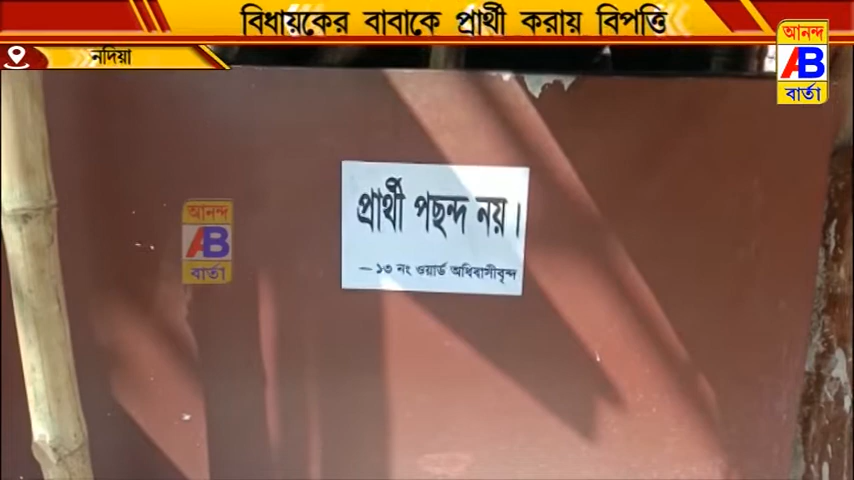 বিধায়কের বাবাকে প্রার্থী করায় বিপত্তি
নদিয়া
আনন্দ
AB
বার্তা
প্রার্থী পছন্দ নয়।
— ১৩ নং ওয়ার্ড অধিবাসীবৃন্দ
আনন্দ
AB
বার্তা